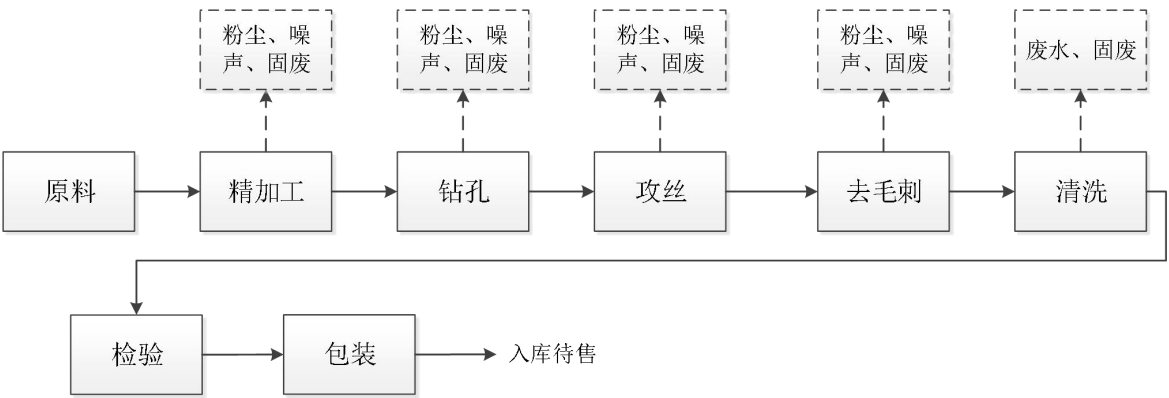 粉尘、噪
声、固废
粉尘、噪
声、固废
粉尘、噪
声、固废
粉尘、噪
声、固废
废水、固废
原料
精加工
钻孔
攻丝
去毛刺
清洗
检验
包装
入库待售